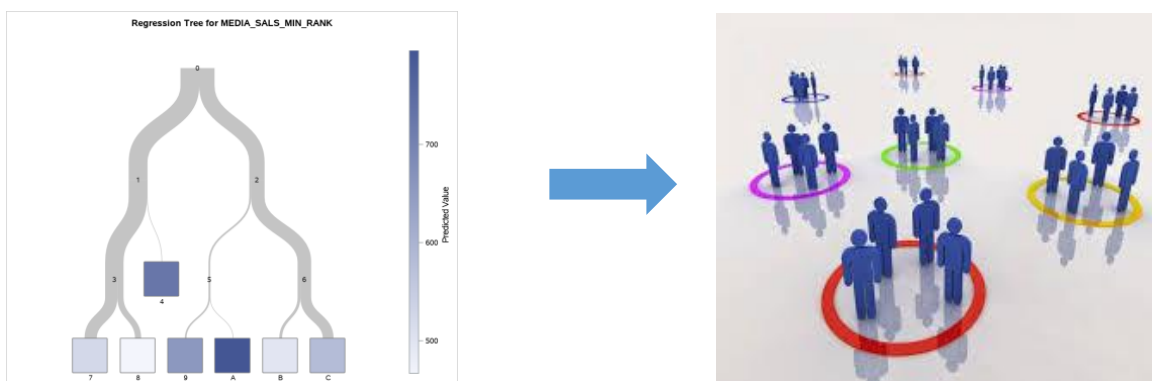 Regression Tree for MEDIA_SALS_MIN_RANK
0
700
1
2
Predicted Value
600
3
5
6
4
500
7
8
9
A
B
C